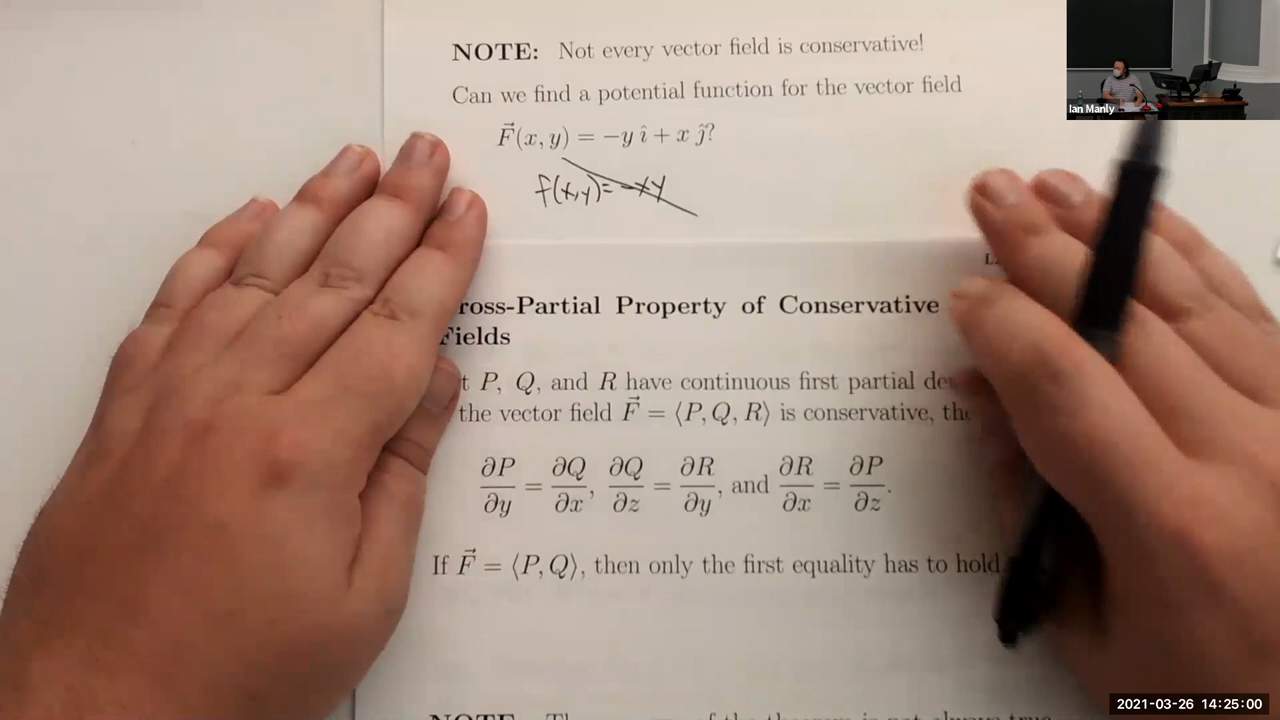 NOTE: Not every vector field is conservative!
Ian Manly
Can we find a potential function for the vector field
F⃗(x, y) = −y î + x ĵ?
f(x,y)= -xy
ross-Partial Property of Conservative
Fields
P, Q, and R have continuous first partial
the vector field F⃗ = ⟨P, Q, R⟩ is conservative,
∂P/∂y = ∂Q/∂x, ∂Q/∂z = ∂R/∂y, and ∂R/∂x = ∂P/∂z.
If F⃗ = ⟨P, Q⟩, then only the first equality has to hold.
2021-03-26 14:25:00